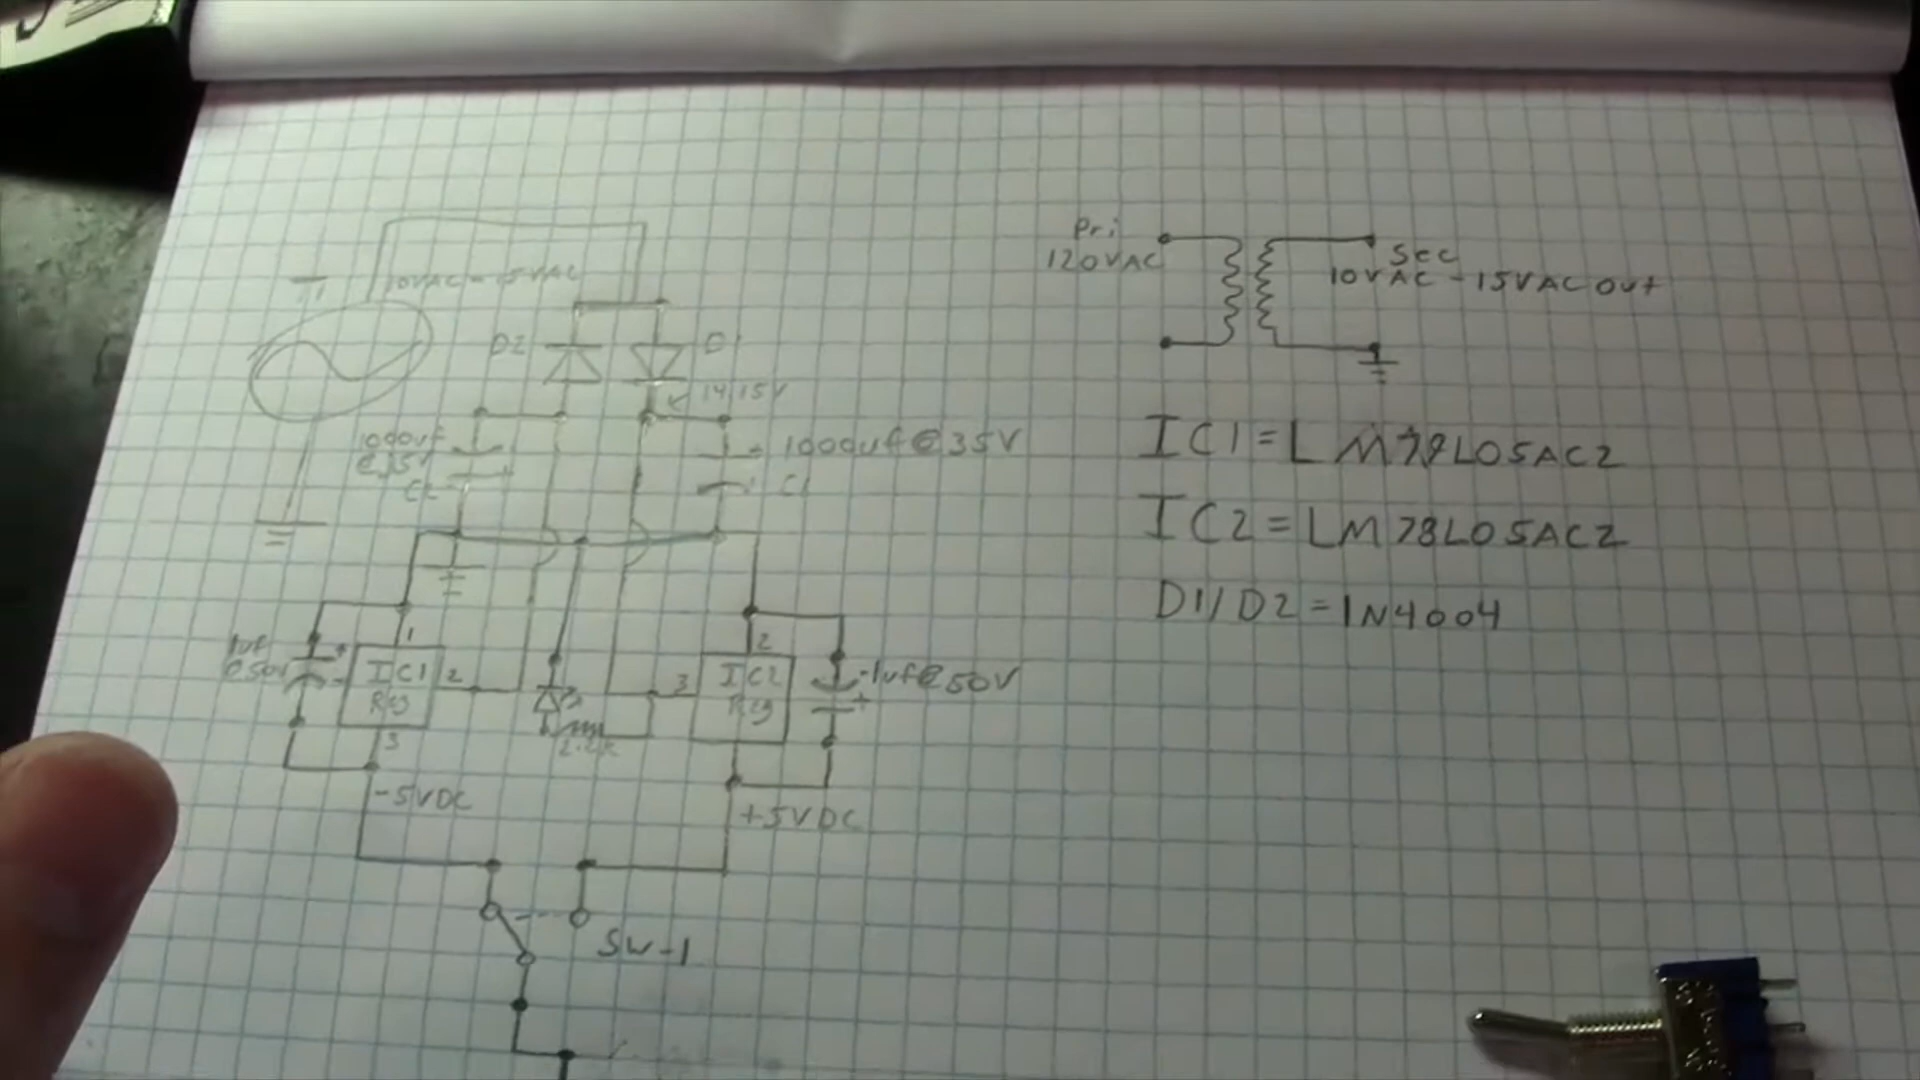 T1
10VAC-15VAC
D2
D1
14.15V
1000uf
@35V
C2
1000uf@35V
C1
1uf
@50V
+
1
IC1
Reg
2
3
-5VDC
2.2K
2
3
IC2
Reg
-1uf@50V
+
+5VDC
SW-1
Pri
120VAC
Sec
10VAC-15VAC Out
IC1=LM79L05ACZ
IC2=LM78L05ACZ
D1/D2=1N4004